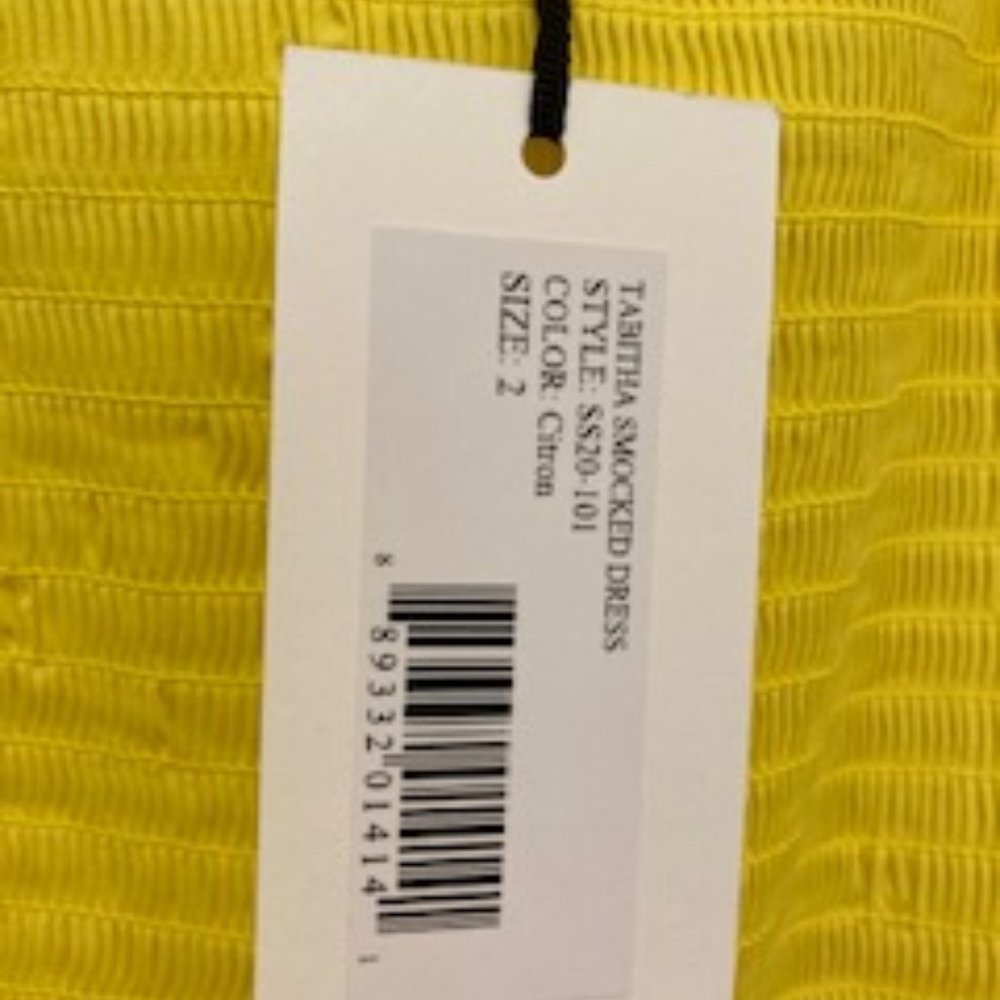 TABITHA SMOCKED DRESS
STYLE: SS20-101
COLOR: Citron
SIZE: 2
8 89332 01414 1